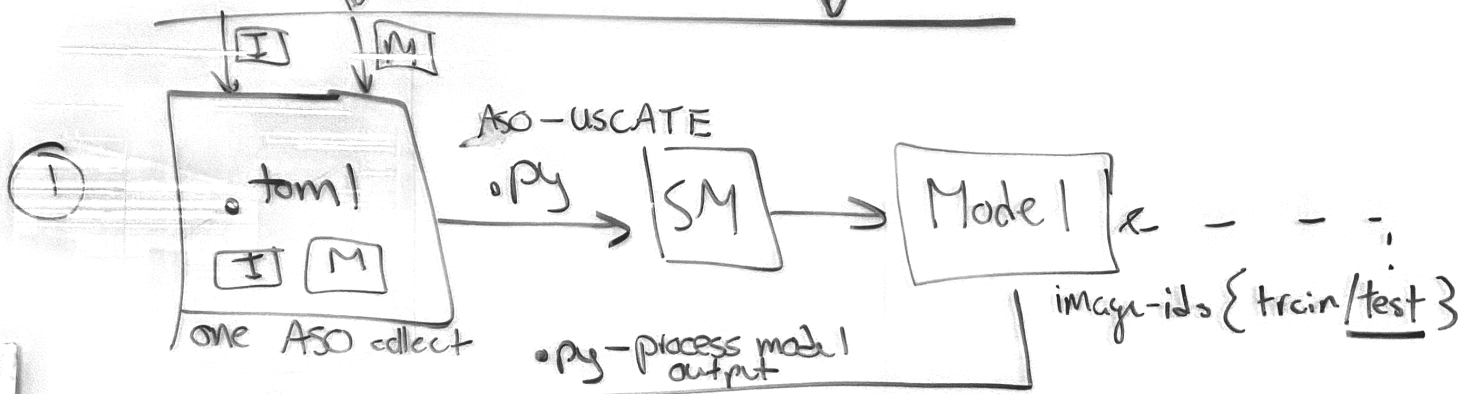 I M
ASO-USCATE
1 .toml .py SM Model
I M
image-ids { train/test }
one ASO collect
.py-process model
output